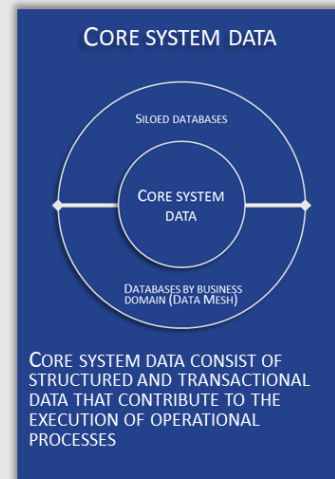 CORE SYSTEM DATA
SILOED DATABASES
CORE SYSTEM
DATA
DATABASES BY BUSINESS
DOMAIN (DATA MESH)
CORE SYSTEM DATA CONSIST OF
STRUCTURED AND TRANSACTIONAL
DATA THAT CONTRIBUTE TO THE
EXECUTION OF OPERATIONAL
PROCESSES